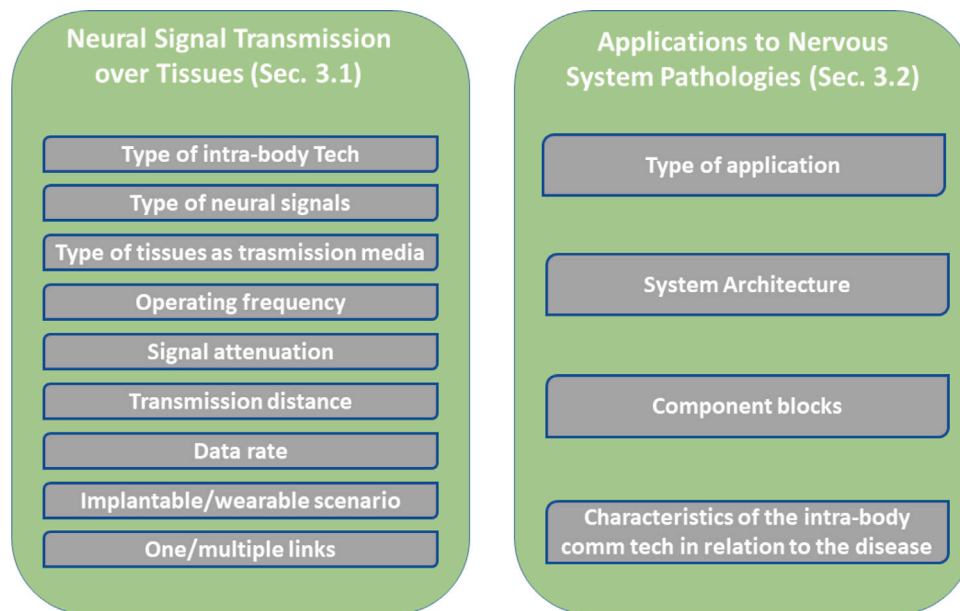 Neural Signal Transmission
over Tissues (Sec. 3.1)
Type of intra-body Tech
Type of neural signals
Type of tissues as trasmission media
Operating frequency
Signal attenuation
Transmission distance
Data rate
Implantable/wearable scenario
One/multiple links
Applications to Nervous
System Pathologies (Sec. 3.2)
Type of application
System Architecture
Component blocks
Characteristics of the intra-body
comm tech in relation to the disease